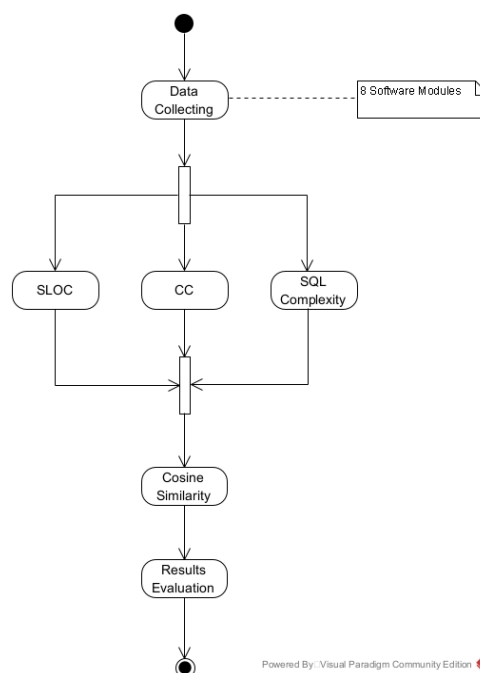 Data
Collecting
8 Software Modules
SLOC
CC
SQL
Complexity
Cosine
Similarity
Results
Evaluation
Powered By Visual Paradigm Community Edition